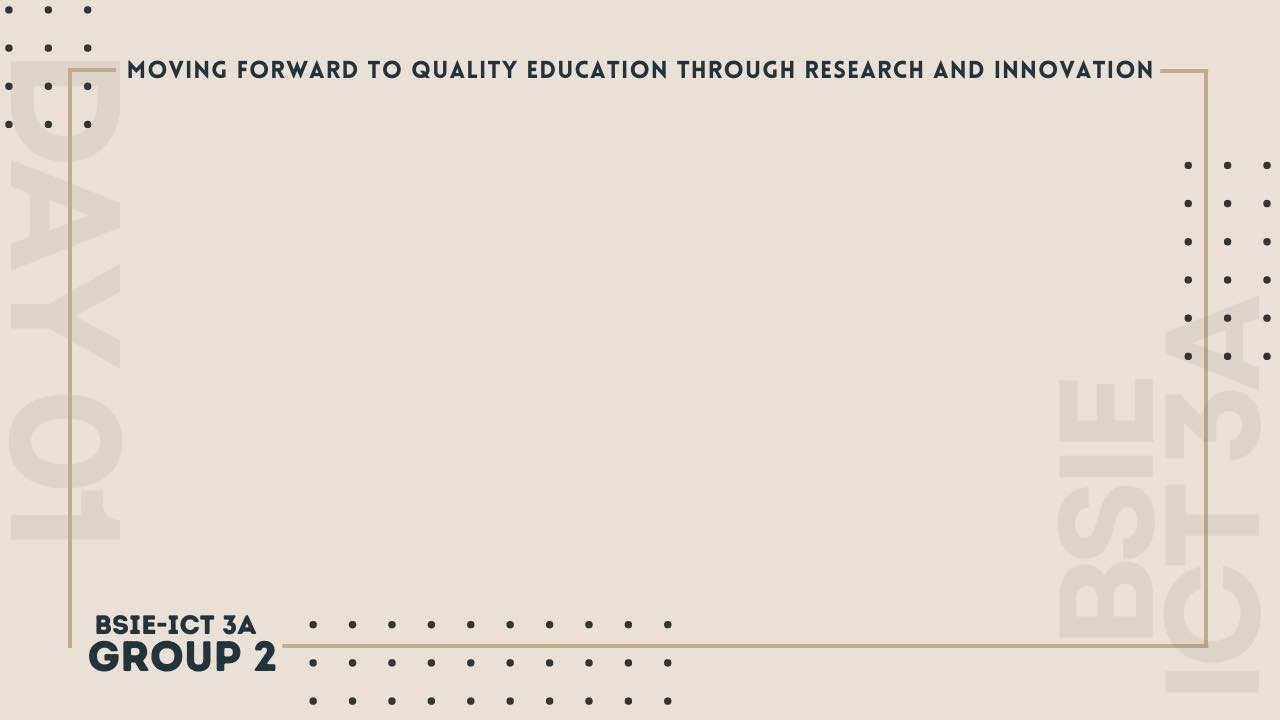 MOVING FORWARD TO QUALITY EDUCATION THROUGH RESEARCH AND INNOVATION
DAY 01
BSIE
ICT 3A
BSIE-ICT 3A
GROUP 2